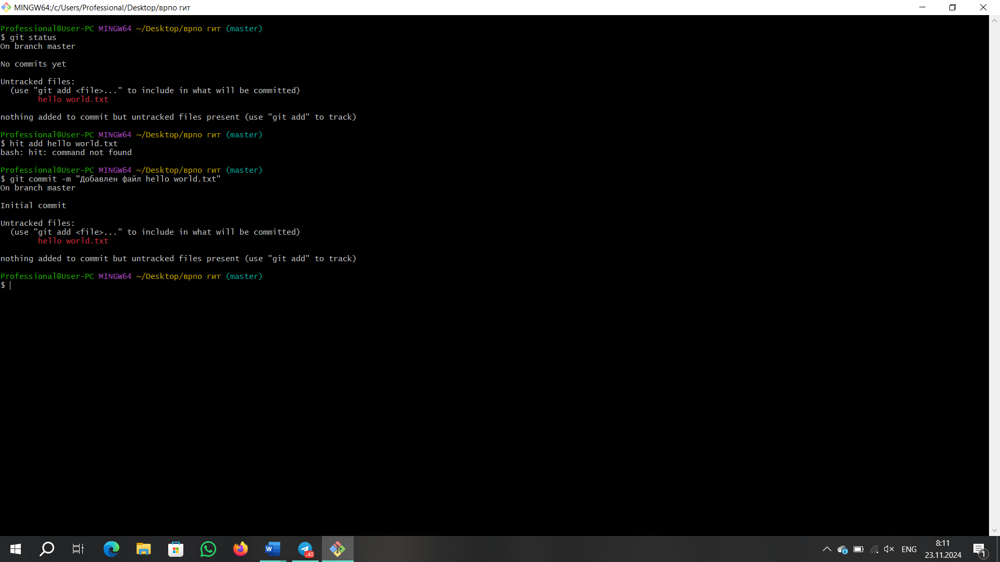 MINGW64:/c/Users/Professional/Desktop/врпо гит
Professional@User-PC MINGW64 ~/Desktop/врпо гит (master)
$ git status
On branch master
No commits yet
Untracked files:
  (use "git add <file>..." to include in what will be committed)
        hello world.txt
nothing added to commit but untracked files present (use "git add" to track)
Professional@User-PC MINGW64 ~/Desktop/врпо гит (master)
$ hit add hello world.txt
bash: hit: command not found
Professional@User-PC MINGW64 ~/Desktop/врпо гит (master)
$ git commit -m "Добавлен файл hello world.txt"
On branch master
Initial commit
Untracked files:
  (use "git add <file>..." to include in what will be committed)
        hello world.txt
nothing added to commit but untracked files present (use "git add" to track)
Professional@User-PC MINGW64 ~/Desktop/врпо гит (master)
$
W
..40
ENG
8:11
23.11.2024
1